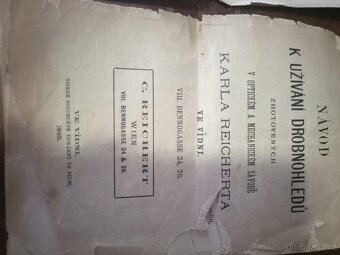 NÁVOD
K UŽÍVÁNÍ DROBNOHLEDŮ
ZHOTOVENÝCH
V OPTICKÉM A MECHANICKÉM ZÁVODĚ
KARLA REICHERTA
VE VÍDNI,
VIII. BENNOGASSE 24, 26.
C. REICHERT
WIEN
VIII. BENNOGASSE 24 & 26.
VE VÍDNI.